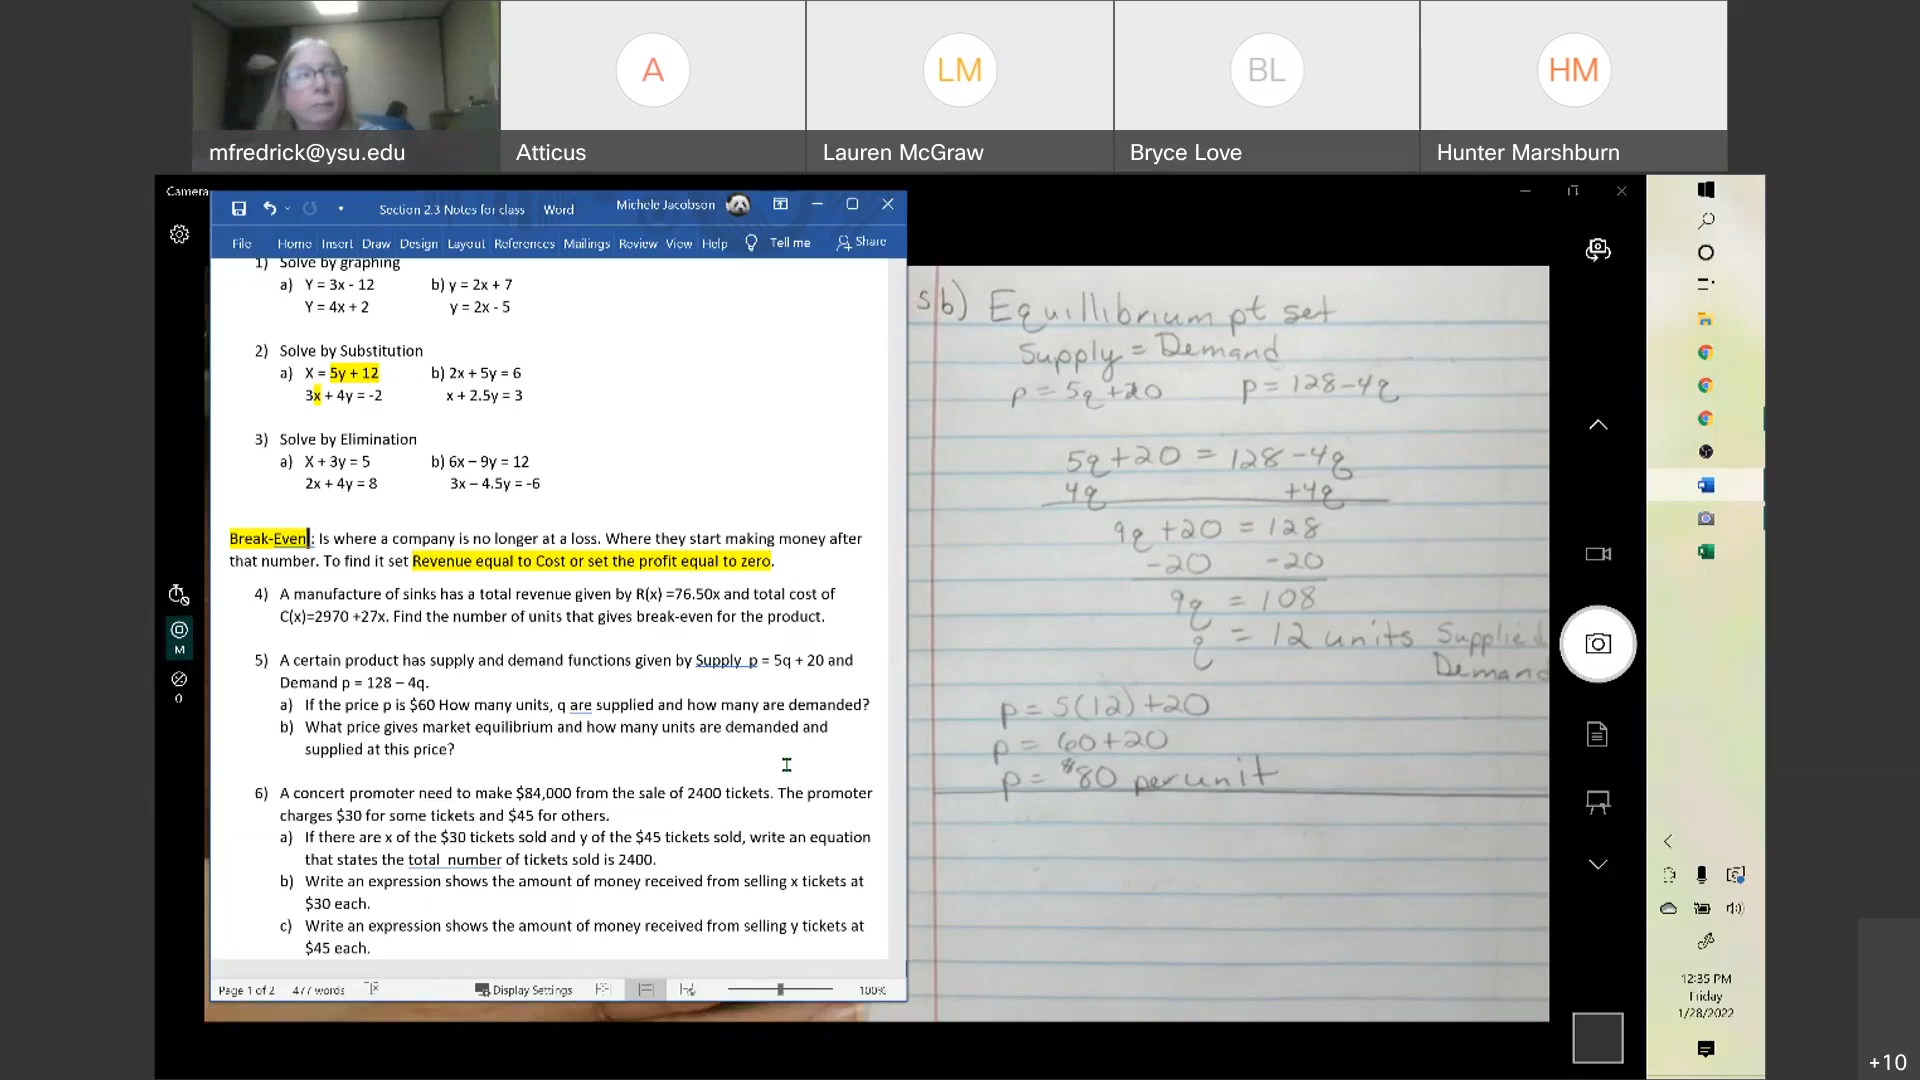 A
LM
BL
HM
mfredrick@ysu.edu
Atticus
Lauren McGraw
Bryce Love
Hunter Marshburn
Camera
Section 2.3 Notes for class Word
Michele Jacobson
File Home Insert Draw Design Layout References Mailings Review View Help Tell me Share
1) Solve by graphing
a) Y = 3x - 12 b) y = 2x + 7
Y = 4x + 2 y = 2x - 5
2) Solve by Substitution
a) X = 5y + 12 b) 2x + 5y = 6
3x + 4y = -2 x + 2.5y = 3
3) Solve by Elimination
a) X + 3y = 5 b) 6x – 9y = 12
2x + 4y = 8 3x – 4.5y = -6
Break-Even: Is where a company is no longer at a loss. Where they start making money after
that number. To find it set Revenue equal to Cost or set the profit equal to zero.
4) A manufacture of sinks has a total revenue given by R(x) =76.50x and total cost of
C(x)=2970 +27x. Find the number of units that gives break-even for the product.
5) A certain product has supply and demand functions given by Supply p = 5q + 20 and
Demand p = 128 – 4q.
a) If the price p is $60 How many units, q are supplied and how many are demanded?
b) What price gives market equilibrium and how many units are demanded and
supplied at this price?
6) A concert promoter need to make $84,000 from the sale of 2400 tickets. The promoter
charges $30 for some tickets and $45 for others.
a) If there are x of the $30 tickets sold and y of the $45 tickets sold, write an equation
that states the total number of tickets sold is 2400.
b) Write an expression shows the amount of money received from selling x tickets at
$30 each.
c) Write an expression shows the amount of money received from selling y tickets at
$45 each.
Page 1 of 2 477 words Display Settings 100%
5b) Equillibrium pt set
Supply = Demand
p = 5q + 20 p = 128 - 4q
5q + 20 = 128 - 4q
4q +4q
9q + 20 = 128
-20 -20
9q = 108
q = 12 units Supplied
Demand
p = 5(12) + 20
p = 60 + 20
p = $80 per unit
M
0
12:35 PM
Friday
1/28/2022
+10